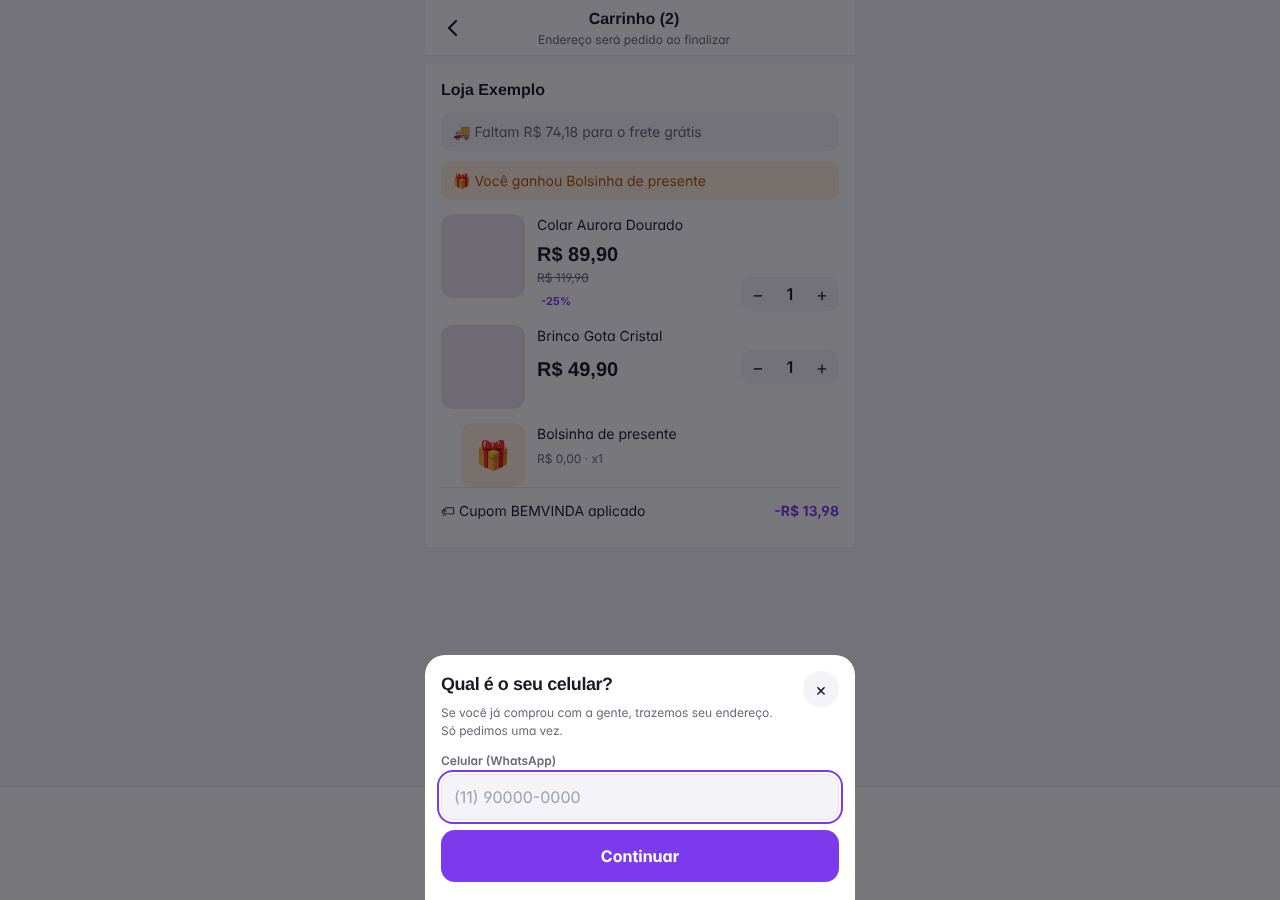 Carrinho (2)
Endereço será pedido ao finalizar
Loja Exemplo
🚚 Faltam R$ 74,18 para o frete grátis
🎁 Você ganhou Bolsinha de presente
Colar Aurora Dourado
R$ 89,90
R$ 119,90
-25%
− 1 +
Brinco Gota Cristal
R$ 49,90
− 1 +
Bolsinha de presente
R$ 0,00 · x1
🏷 Cupom BEMVINDA aplicado
-R$ 13,98
Qual é o seu celular?
×
Se você já comprou com a gente, trazemos seu endereço.
Só pedimos uma vez.
Celular (WhatsApp)
(11) 90000-0000
Continuar